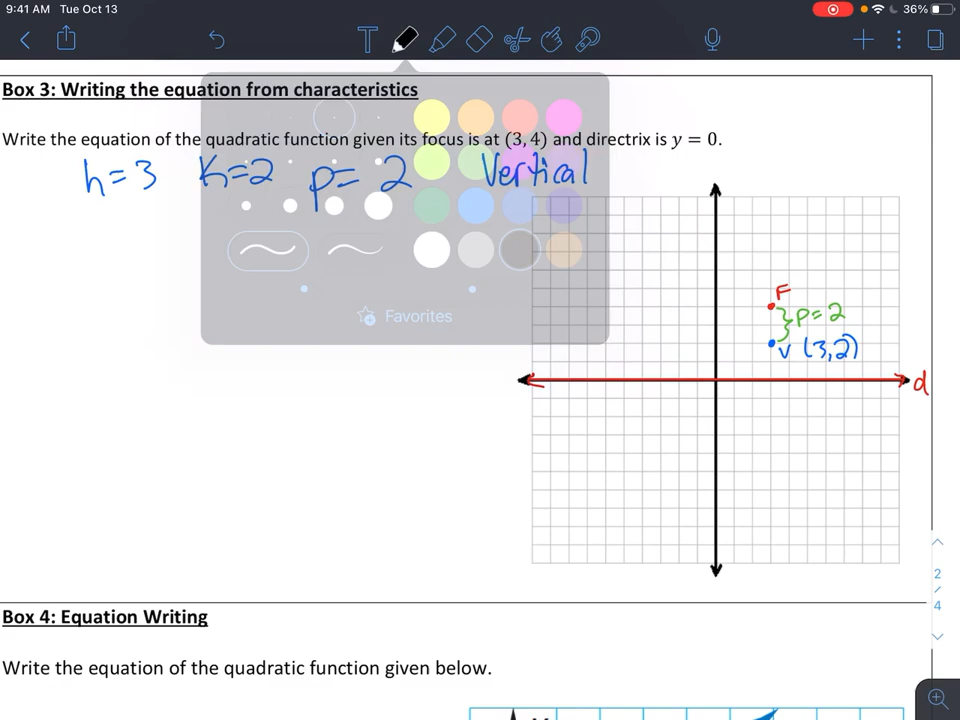 9:41 AM Tue Oct 13
36%
T
Box 3: Writing the equation from characteristics
Write the equation of the quadratic function given its focus is at (3, 4) and directrix is y = 0.
h=3 K=2 p= 2 Vertical
F
p=2
V (3,2)
d
Favorites
2
/
4
Box 4: Equation Writing
Write the equation of the quadratic function given below.